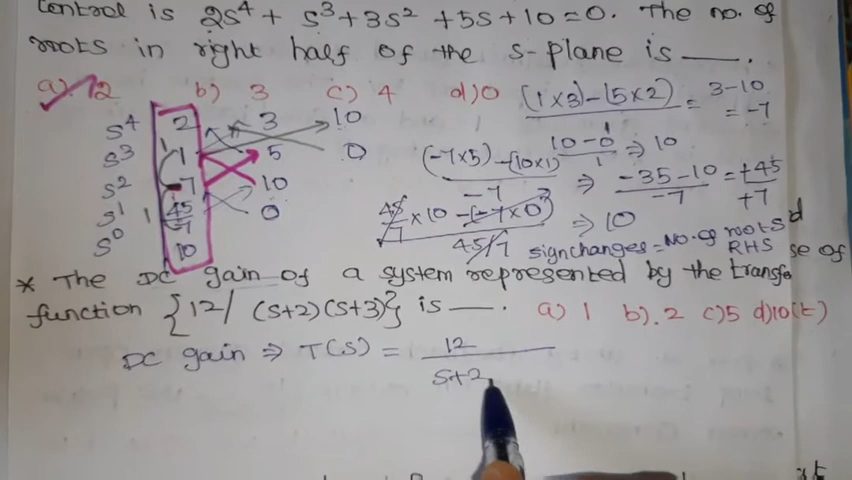 control is 2s⁴ + s³ + 3s² + 5s + 10 = 0. The no. of
roots in right half of the s-plane is ___.
a) 2 b) 3 c) 4 d) 0 (1×3)-(5×2) = 3-10
= -7
s⁴ 2 3 10
s³ 1 5 0
s² -7 10
s¹ 45/7 0
s⁰ 10
10-0/1 ⇒ 10
(-7×5)-(10×1)/-7 ⇒ -35-10/-7 = +45/+7
45/7 ×10 -(-7×0)/45/7 ⇒ 10
sign changes = No. of roots
RHS
* The DC gain of a system represented by the transfe
function {12/ (s+2)(s+3)} is ___. a) 1 b). 2 c) 5 d) 10(t)
DC gain ⇒ T(s) = 12/s+2